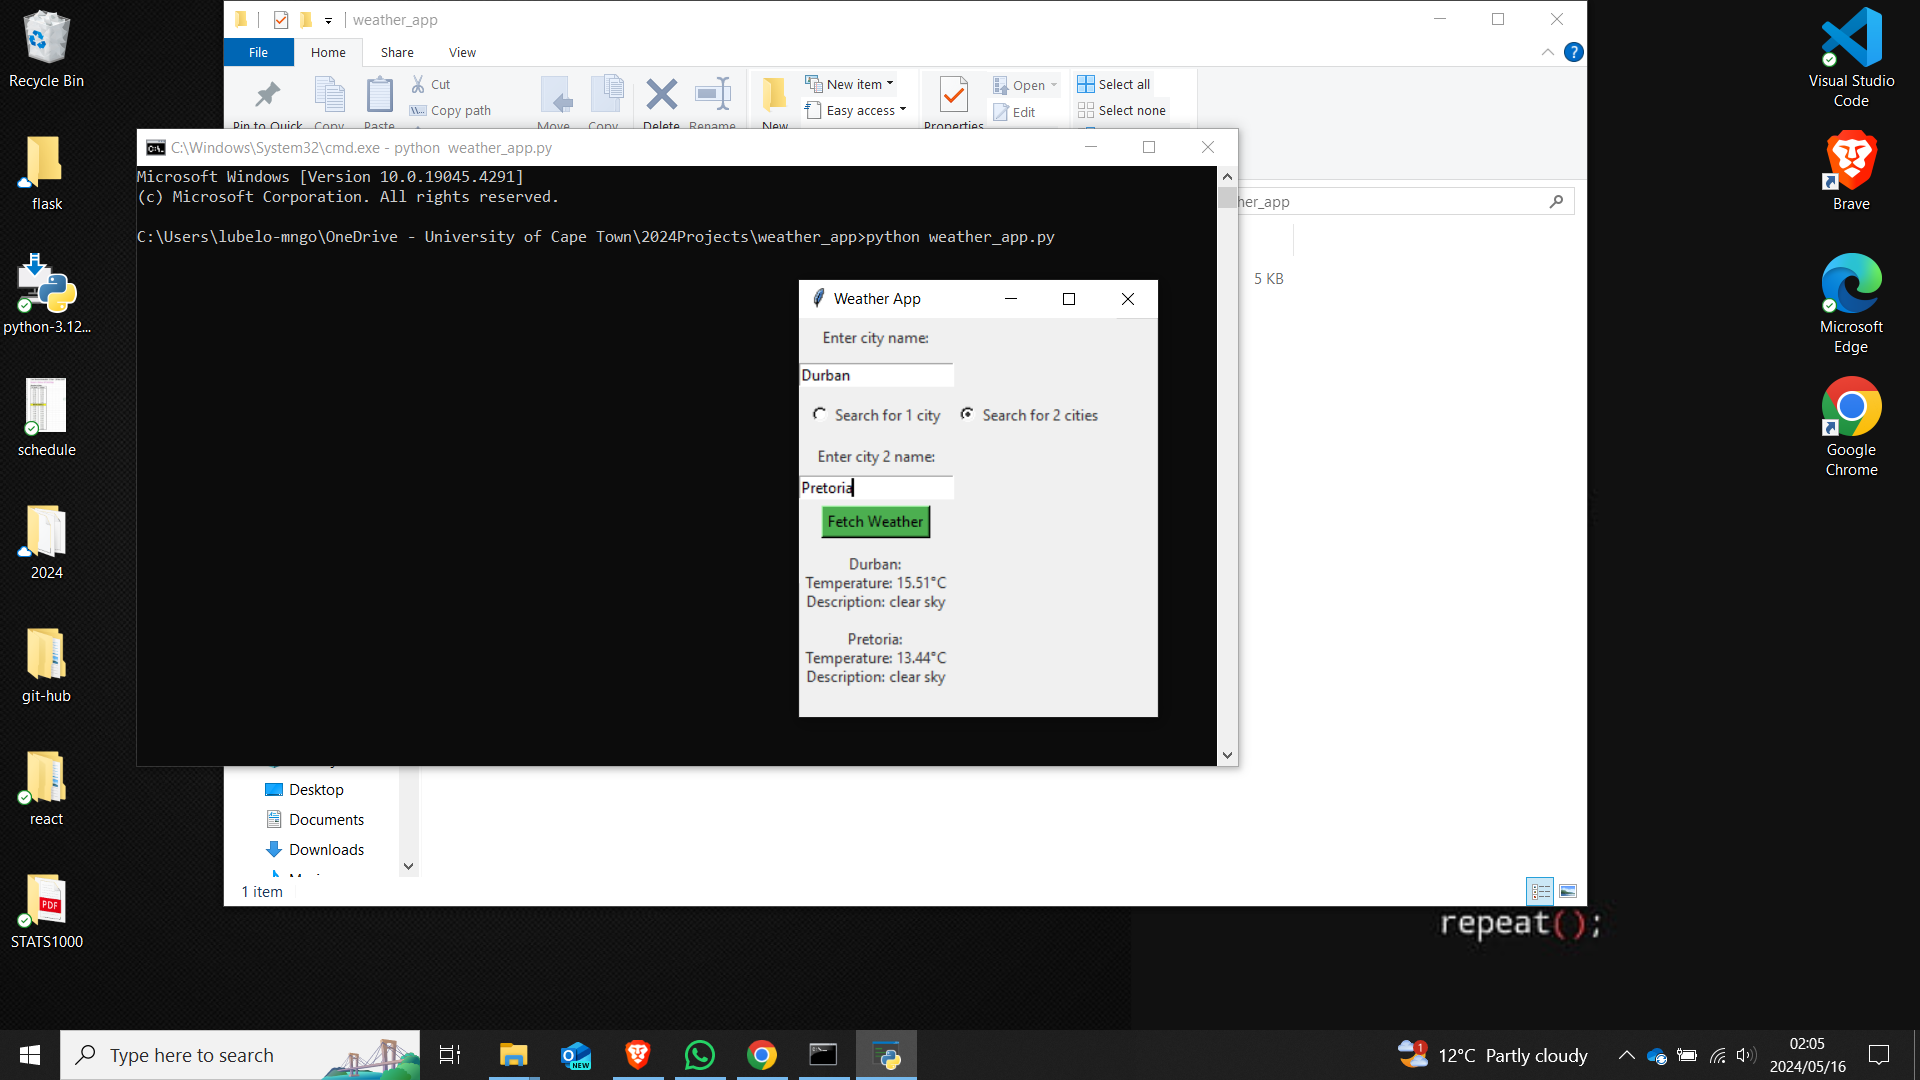 weather_app
File
Home
Share
View
Pin to Quick
Copy
Paste
Cut
Copy path
Move
Copy
Delete
Rename
New
New item
Easy access
Properties
Open
Edit
Select all
Select none
C:\Windows\System32\cmd.exe - python  weather_app.py
Microsoft Windows [Version 10.0.19045.4291]
(c) Microsoft Corporation. All rights reserved.
C:\Users\lubelo-mngo\OneDrive - University of Cape Town\2024Projects\weather_app>python weather_app.py
her_app
5 KB
Weather App
Enter city name:
Durban
Search for 1 city
Search for 2 cities
Enter city 2 name:
Pretoria
Fetch Weather
Durban:
Temperature: 15.51°C
Description: clear sky
Pretoria:
Temperature: 13.44°C
Description: clear sky
Desktop
Documents
Downloads
1 item
Recycle Bin
flask
python-3.12...
schedule
2024
git-hub
react
PDF
STATS1000
Visual Studio
Code
Brave
Microsoft
Edge
Google
Chrome
repeat();
Type here to search
NEW
1
12°C Partly cloudy
02:05
2024/05/16